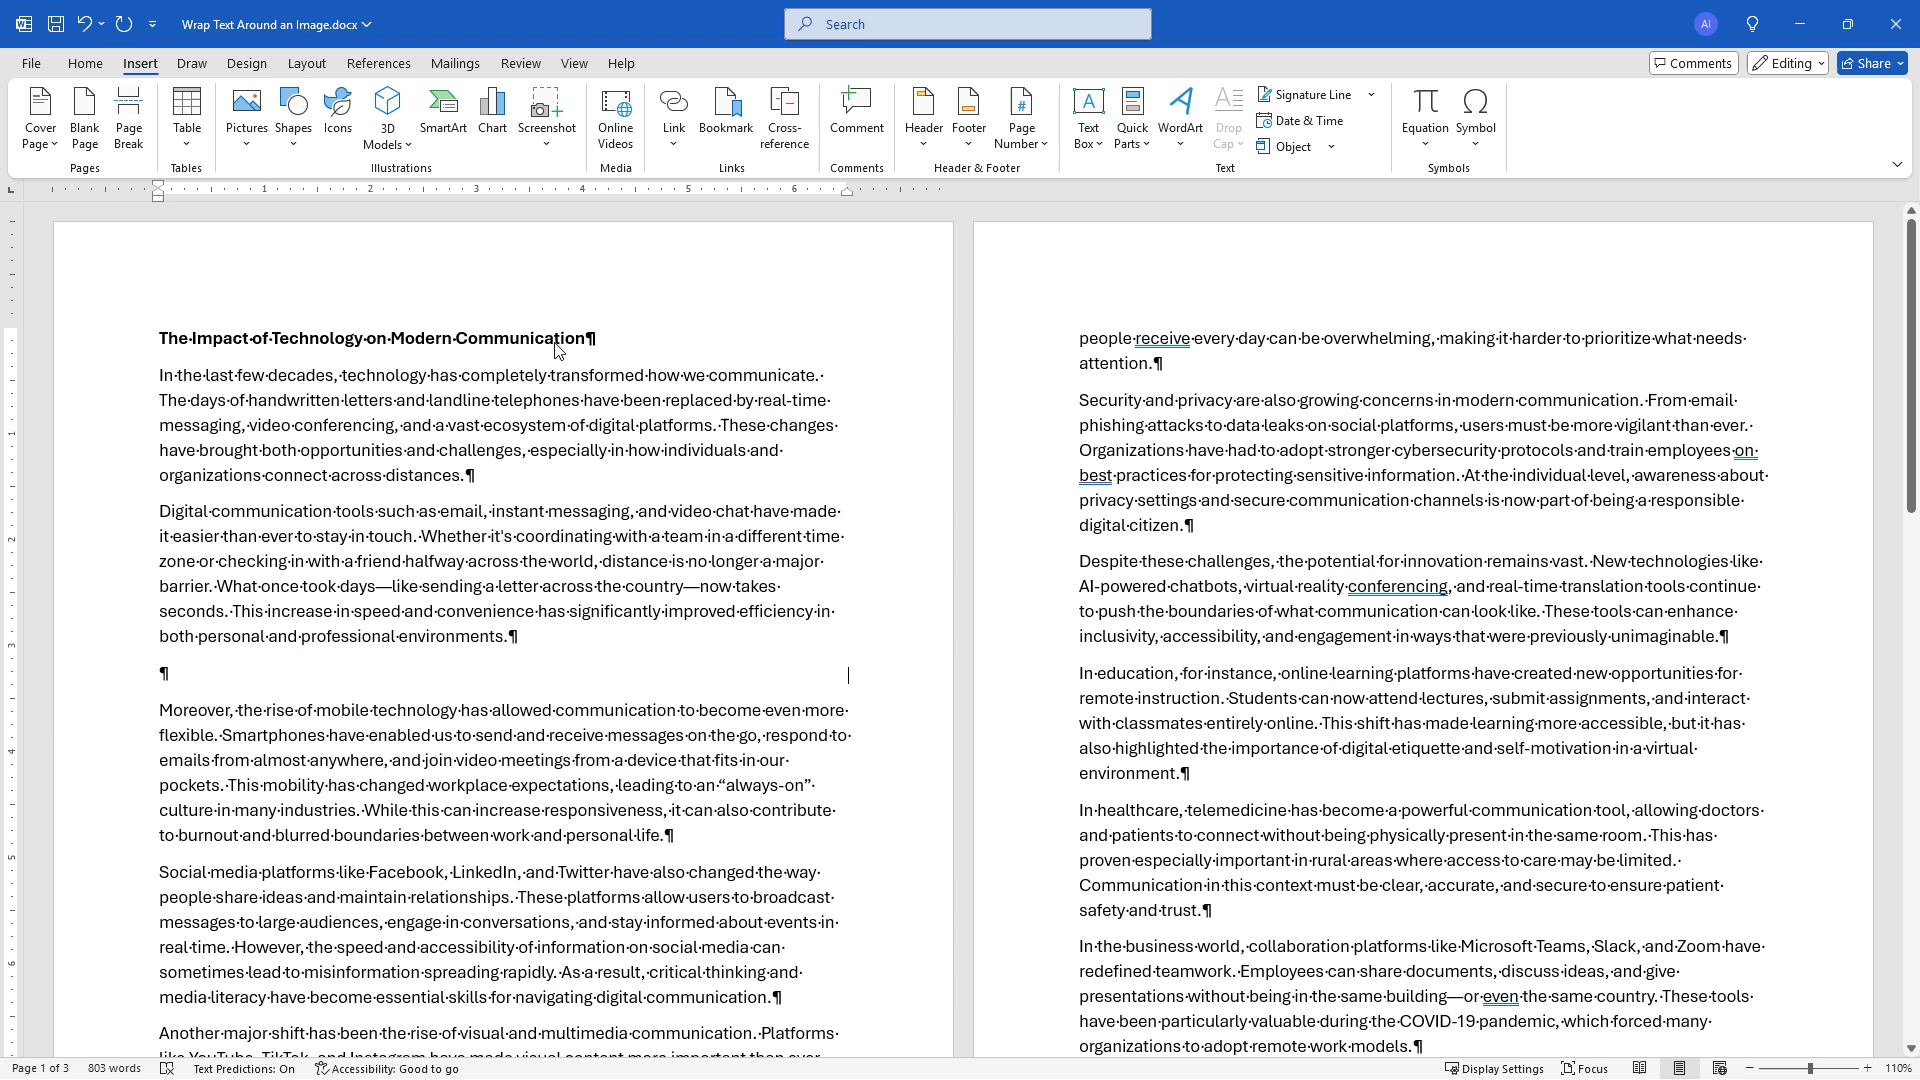 Wrap Text Around an Image.docx
Search
AI
File Home Insert Draw Design Layout References Mailings Review View Help
Comments Editing Share
Cover Page
Blank Page
Page Break
Pages
Table
Tables
Pictures
Shapes
Icons
3D Models
SmartArt
Chart
Screenshot
Illustrations
Online Videos
Media
Link
Bookmark
Cross-reference
Links
Comment
Comments
Header
Footer
Page Number
Header & Footer
Text Box
Quick Parts
WordArt
Drop Cap
Signature Line
Date & Time
Object
Text
Equation
Symbol
Symbols
1 2 3 4 5 6
1
2
3
4
5
6
The·Impact·of·Technology·on·Modern·Communication¶
In·the·last·few·decades,·technology·has·completely·transformed·how·we·communicate.·
The·days·of·handwritten·letters·and·landline·telephones·have·been·replaced·by·real-time·
messaging,·video·conferencing,·and·a·vast·ecosystem·of·digital·platforms.·These·changes·
have·brought·both·opportunities·and·challenges,·especially·in·how·individuals·and·
organizations·connect·across·distances.¶
Digital·communication·tools·such·as·email,·instant·messaging,·and·video·chat·have·made·
it·easier·than·ever·to·stay·in·touch.·Whether·it's·coordinating·with·a·team·in·a·different·time·
zone·or·checking·in·with·a·friend·halfway·across·the·world,·distance·is·no·longer·a·major·
barrier.·What·once·took·days—like·sending·a·letter·across·the·country—now·takes·
seconds.·This·increase·in·speed·and·convenience·has·significantly·improved·efficiency·in·
both·personal·and·professional·environments.¶
¶
Moreover,·the·rise·of·mobile·technology·has·allowed·communication·to·become·even·more·
flexible.·Smartphones·have·enabled·us·to·send·and·receive·messages·on·the·go,·respond·to·
emails·from·almost·anywhere,·and·join·video·meetings·from·a·device·that·fits·in·our·
pockets.·This·mobility·has·changed·workplace·expectations,·leading·to·an·“always-on”·
culture·in·many·industries.·While·this·can·increase·responsiveness,·it·can·also·contribute·
to·burnout·and·blurred·boundaries·between·work·and·personal·life.¶
Social·media·platforms·like·Facebook,·LinkedIn,·and·Twitter·have·also·changed·the·way·
people·share·ideas·and·maintain·relationships.·These·platforms·allow·users·to·broadcast·
messages·to·large·audiences,·engage·in·conversations,·and·stay·informed·about·events·in·
real·time.·However,·the·speed·and·accessibility·of·information·on·social·media·can·
sometimes·lead·to·misinformation·spreading·rapidly.·As·a·result,·critical·thinking·and·
media·literacy·have·become·essential·skills·for·navigating·digital·communication.¶
Another·major·shift·has·been·the·rise·of·visual·and·multimedia·communication.·Platforms·
like·YouTube,·TikTok,·and·Instagram·have·made·visual·content·more·important·than·ever.
people·receive·every·day·can·be·overwhelming,·making·it·harder·to·prioritize·what·needs·
attention.¶
Security·and·privacy·are·also·growing·concerns·in·modern·communication.·From·email·
phishing·attacks·to·data·leaks·on·social·platforms,·users·must·be·more·vigilant·than·ever.·
Organizations·have·had·to·adopt·stronger·cybersecurity·protocols·and·train·employees·on·
best·practices·for·protecting·sensitive·information.·At·the·individual·level,·awareness·about·
privacy·settings·and·secure·communication·channels·is·now·part·of·being·a·responsible·
digital·citizen.¶
Despite·these·challenges,·the·potential·for·innovation·remains·vast.·New·technologies·like·
AI-powered·chatbots,·virtual·reality·conferencing,·and·real-time·translation·tools·continue·
to·push·the·boundaries·of·what·communication·can·look·like.·These·tools·can·enhance·
inclusivity,·accessibility,·and·engagement·in·ways·that·were·previously·unimaginable.¶
In·education,·for·instance,·online·learning·platforms·have·created·new·opportunities·for·
remote·instruction.·Students·can·now·attend·lectures,·submit·assignments,·and·interact·
with·classmates·entirely·online.·This·shift·has·made·learning·more·accessible,·but·it·has·
also·highlighted·the·importance·of·digital·etiquette·and·self-motivation·in·a·virtual·
environment.¶
In·healthcare,·telemedicine·has·become·a·powerful·communication·tool,·allowing·doctors·
and·patients·to·connect·without·being·physically·present·in·the·same·room.·This·has·
proven·especially·important·in·rural·areas·where·access·to·care·may·be·limited.·
Communication·in·this·context·must·be·clear,·accurate,·and·secure·to·ensure·patient·
safety·and·trust.¶
In·the·business·world,·collaboration·platforms·like·Microsoft·Teams,·Slack,·and·Zoom·have·
redefined·teamwork.·Employees·can·share·documents,·discuss·ideas,·and·give·
presentations·without·being·in·the·same·building—or·even·the·same·country.·These·tools·
have·been·particularly·valuable·during·the·COVID-19·pandemic,·which·forced·many·
organizations·to·adopt·remote·work·models.¶
Page 1 of 3 803 words Text Predictions: On Accessibility: Good to go
Display Settings Focus 110%